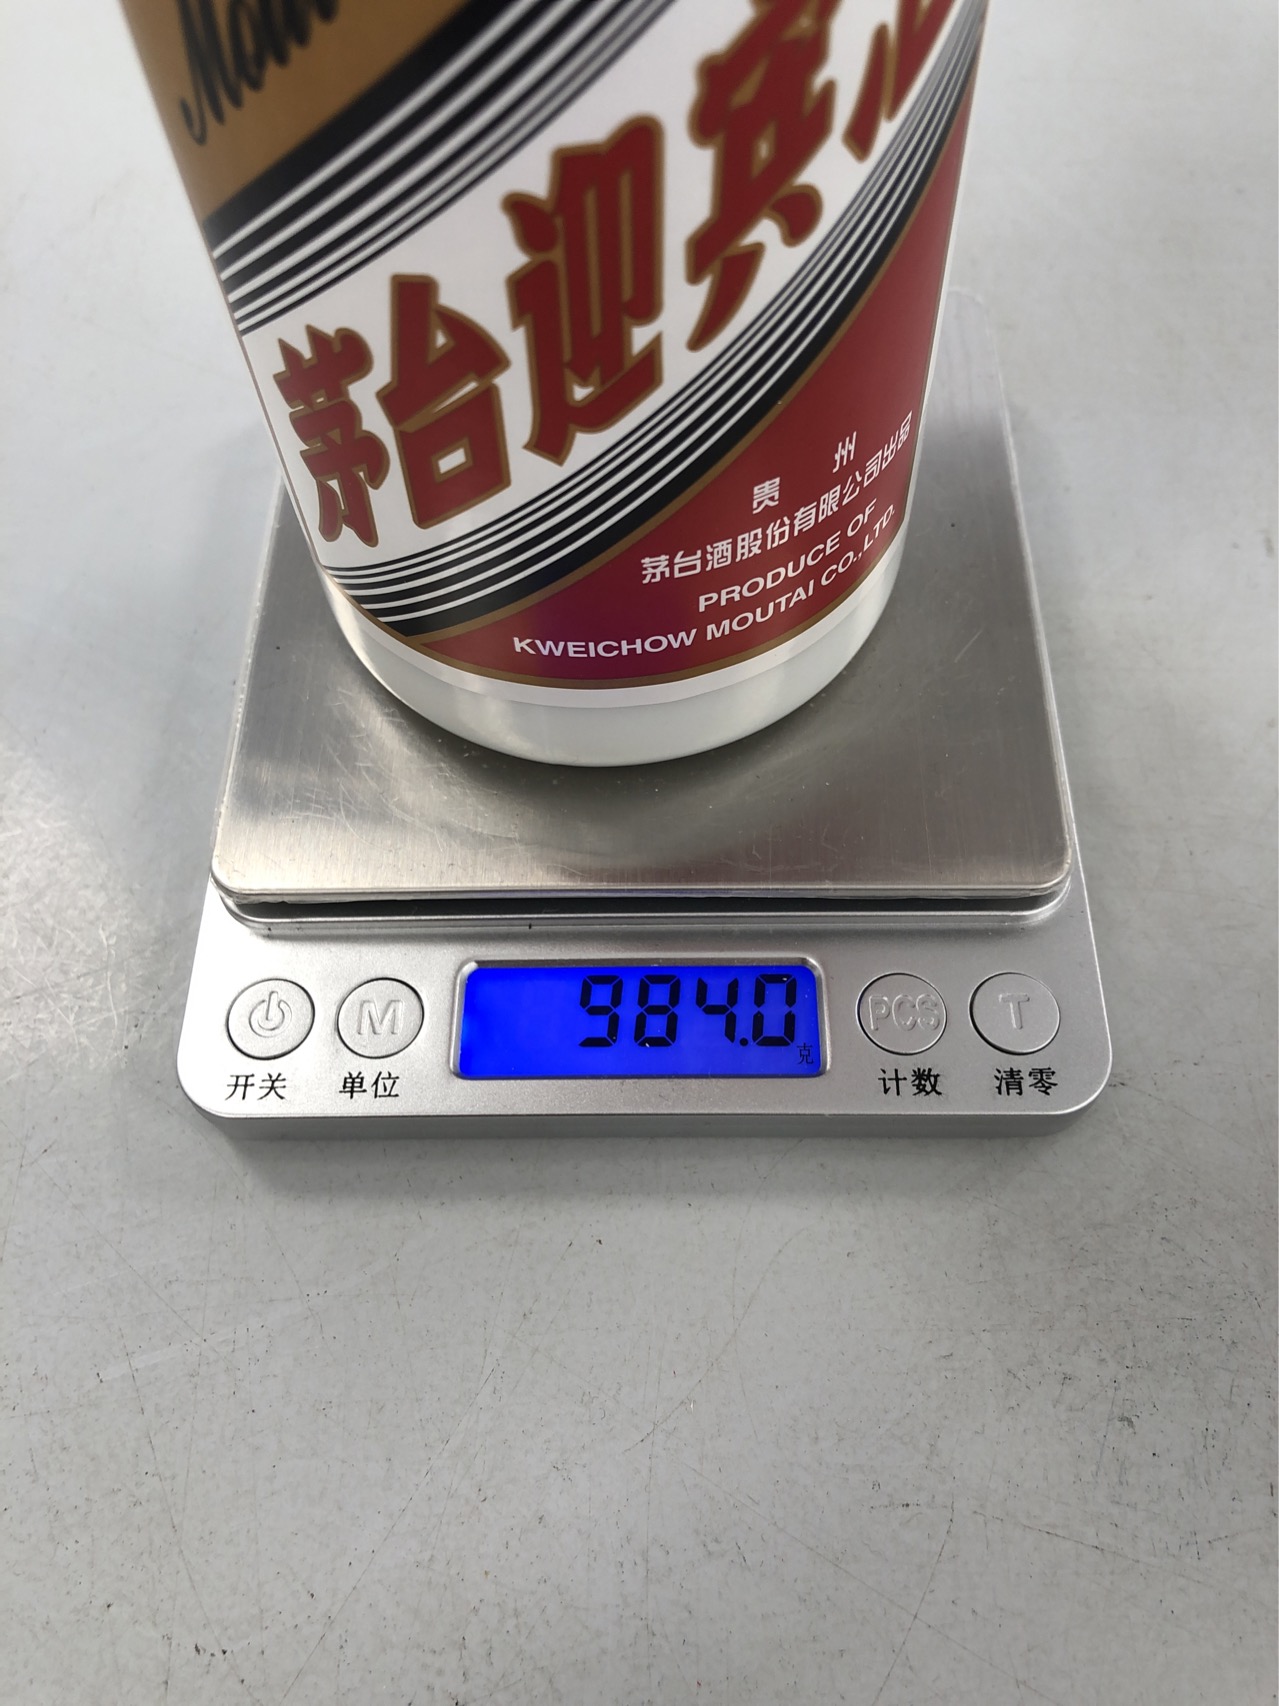 茅台迎宾
贵州
茅台酒股份有限公司出品
PRODUCE OF
KWEICHOW MOUTAI CO.,LTD.
984.0
克
M
PCS
T
开关
单位
计数
清零